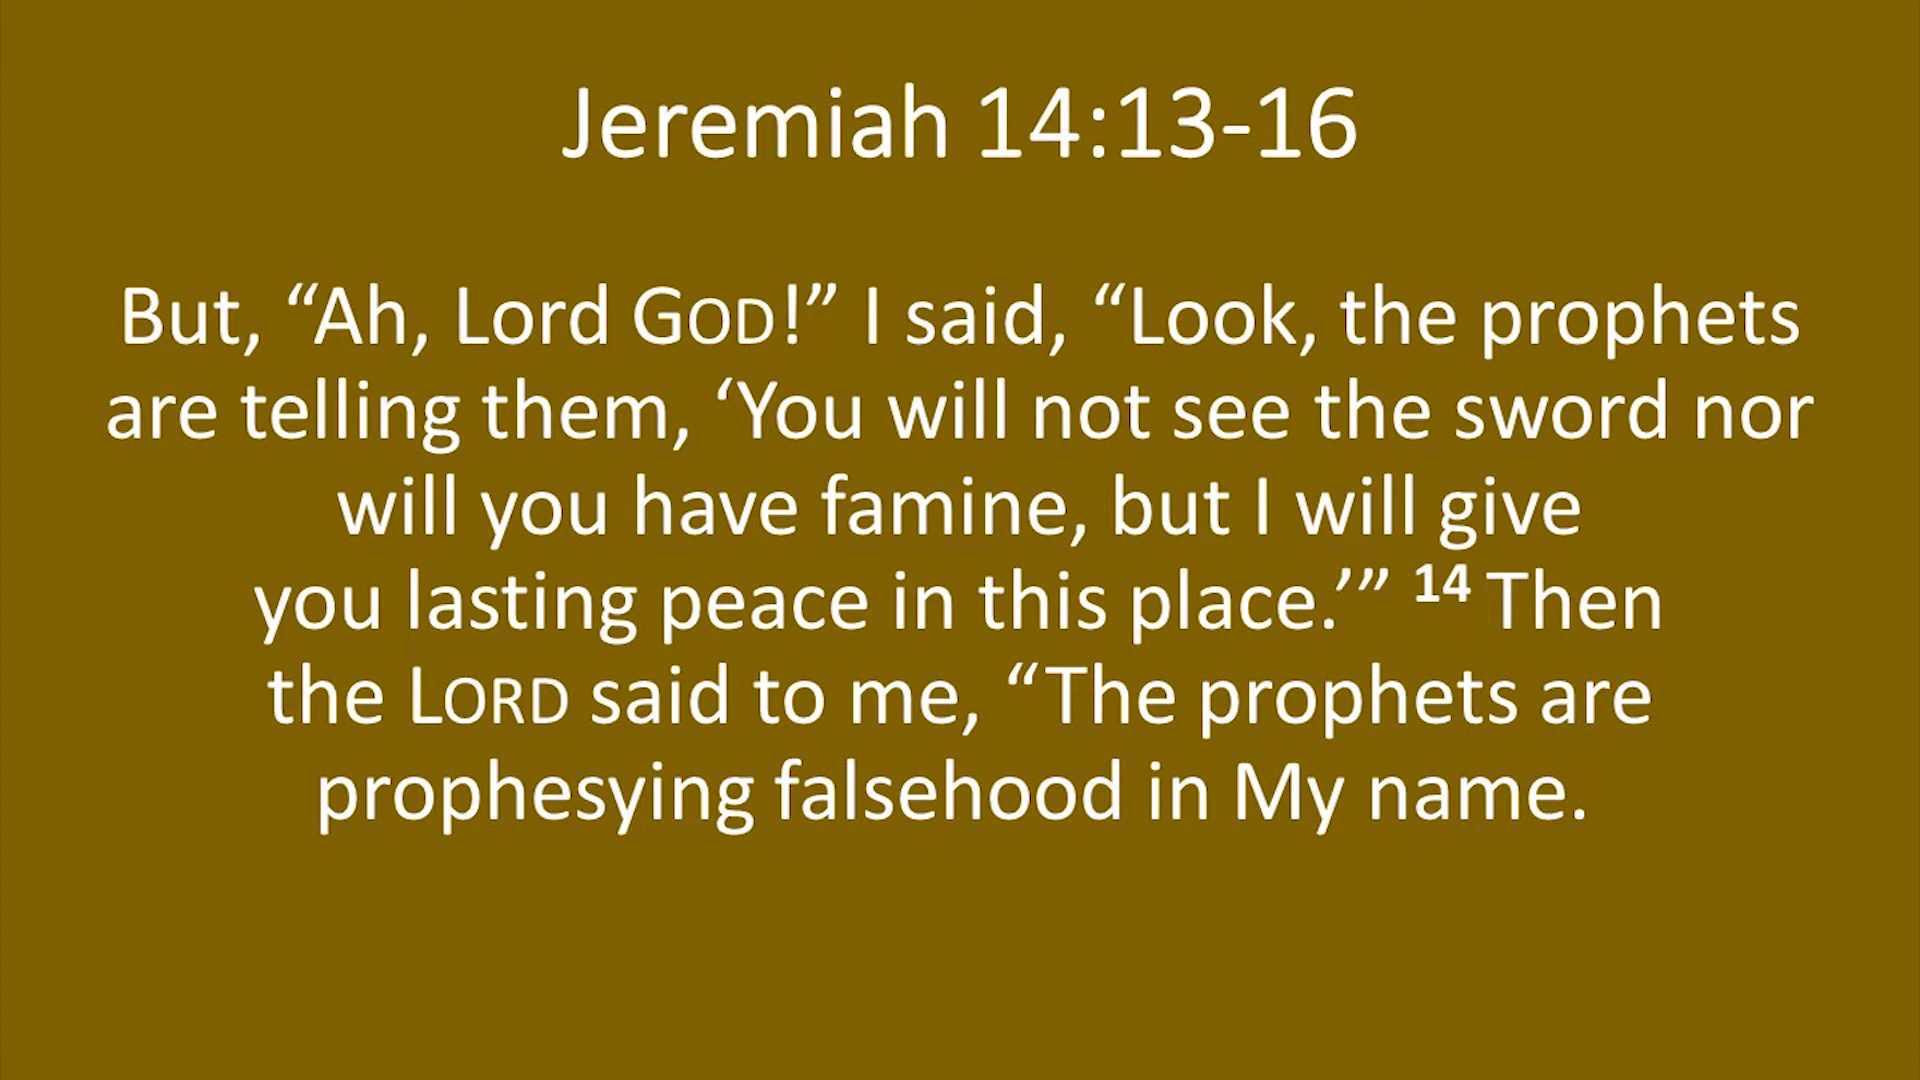 Jeremiah 14:13-16
But, “Ah, Lord GOD!” I said, “Look, the prophets
are telling them, ‘You will not see the sword nor
will you have famine, but I will give
you lasting peace in this place.’” 14 Then
the LORD said to me, “The prophets are
prophesying falsehood in My name.